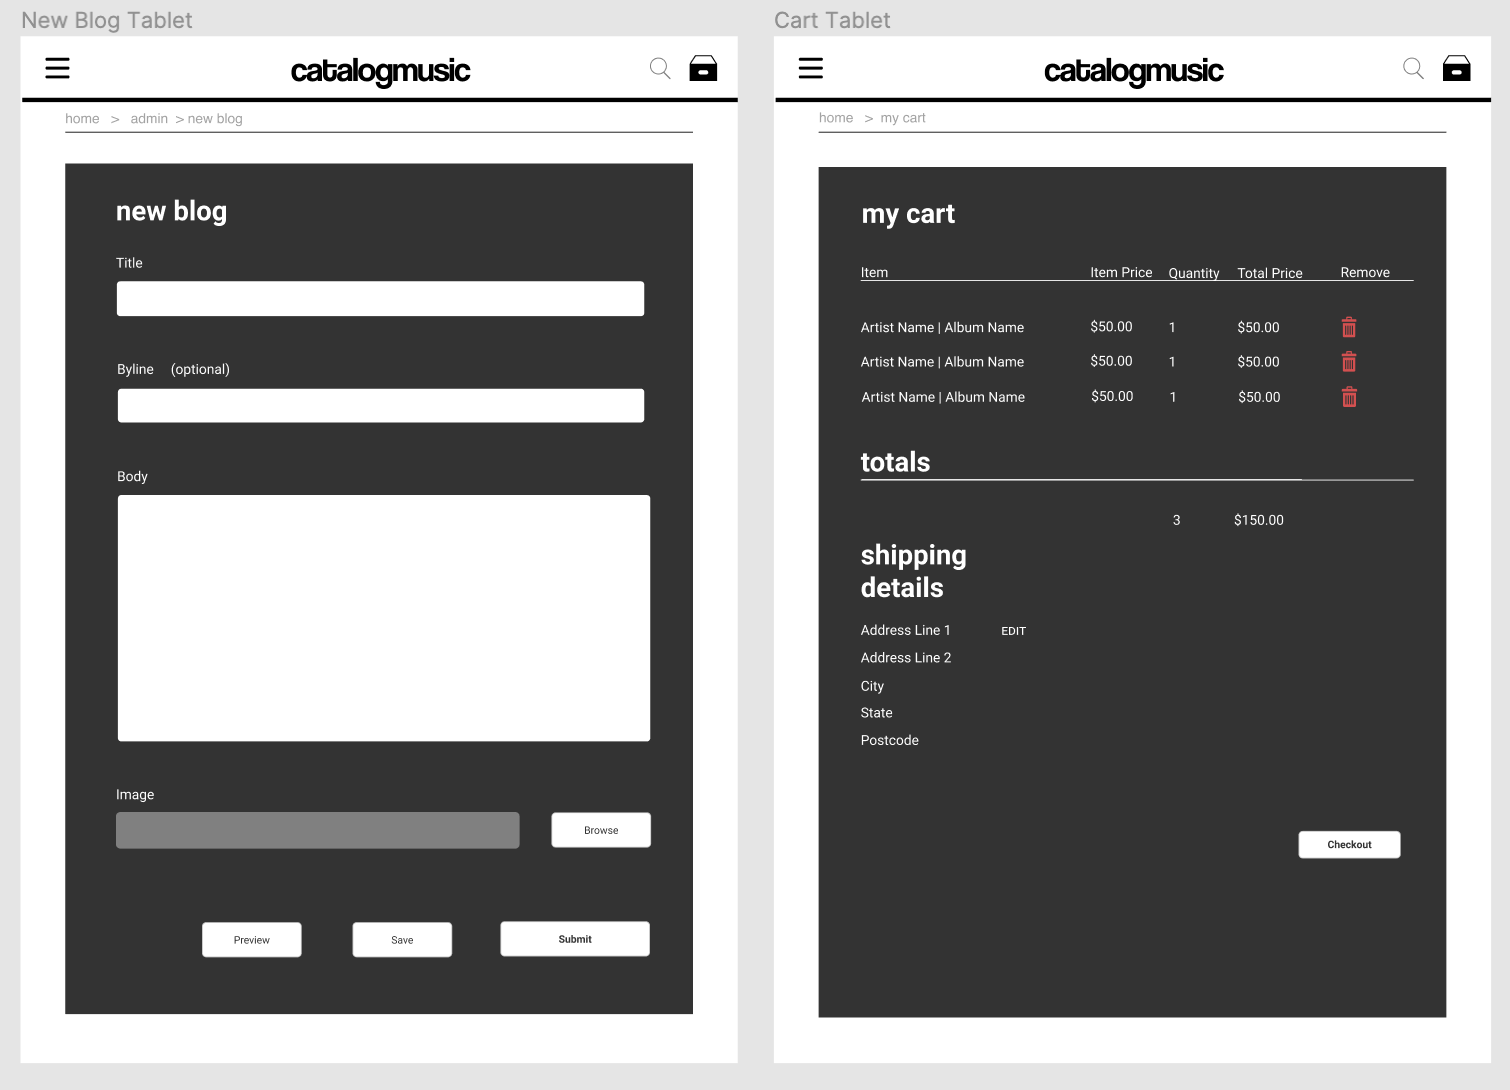 New Blog Tablet
catalogmusic
home > admin > new blog
new blog
Title
Byline (optional)
Body
Image
Browse
Preview Save Submit
Cart Tablet
catalogmusic
home > my cart
my cart
Item Item Price Quantity Total Price Remove
Artist Name | Album Name $50.00 1 $50.00
Artist Name | Album Name $50.00 1 $50.00
Artist Name | Album Name $50.00 1 $50.00
totals
3 $150.00
shipping
details
Address Line 1 EDIT
Address Line 2
City
State
Postcode
Checkout